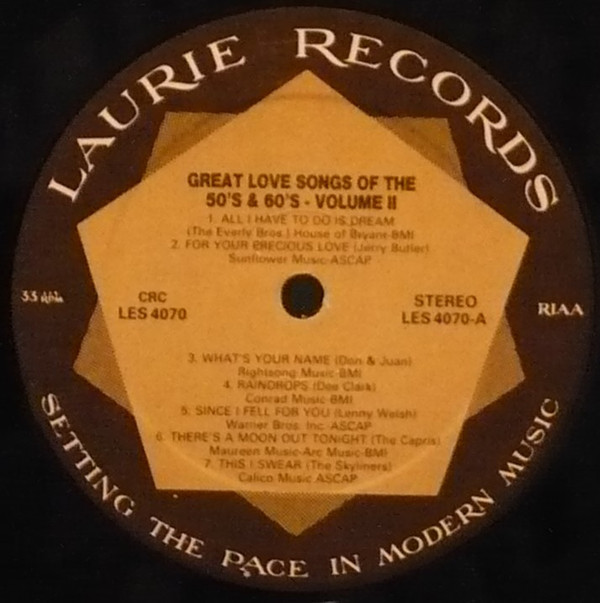 LAURIE RECORDS
GREAT LOVE SONGS OF THE
50'S & 60'S - VOLUME II
1. ALL I HAVE TO DO IS DREAM
(The Everly Bros.) House of Bryant-BMI
2. FOR YOUR PRECIOUS LOVE (Jerry Butler)
Sunflower Music-ASCAP
33 RPM
CRC
LES 4070
STEREO
LES 4070-A
RIAA
3. WHAT'S YOUR NAME (Don & Juan)
Rightsong Music-BMI
4. RAINDROPS (Dee Clark)
Conrad Music-BMI
5. SINCE I FELL FOR YOU (Lenny Welsh)
Warner Bros. Inc.-ASCAP
6. THERE'S A MOON OUT TONIGHT (The Capris)
Maureen Music-Arc Music-BMI
7. THIS I SWEAR (The Skyliners)
Calico Music ASCAP
SETTING THE PACE IN MODERN MUSIC